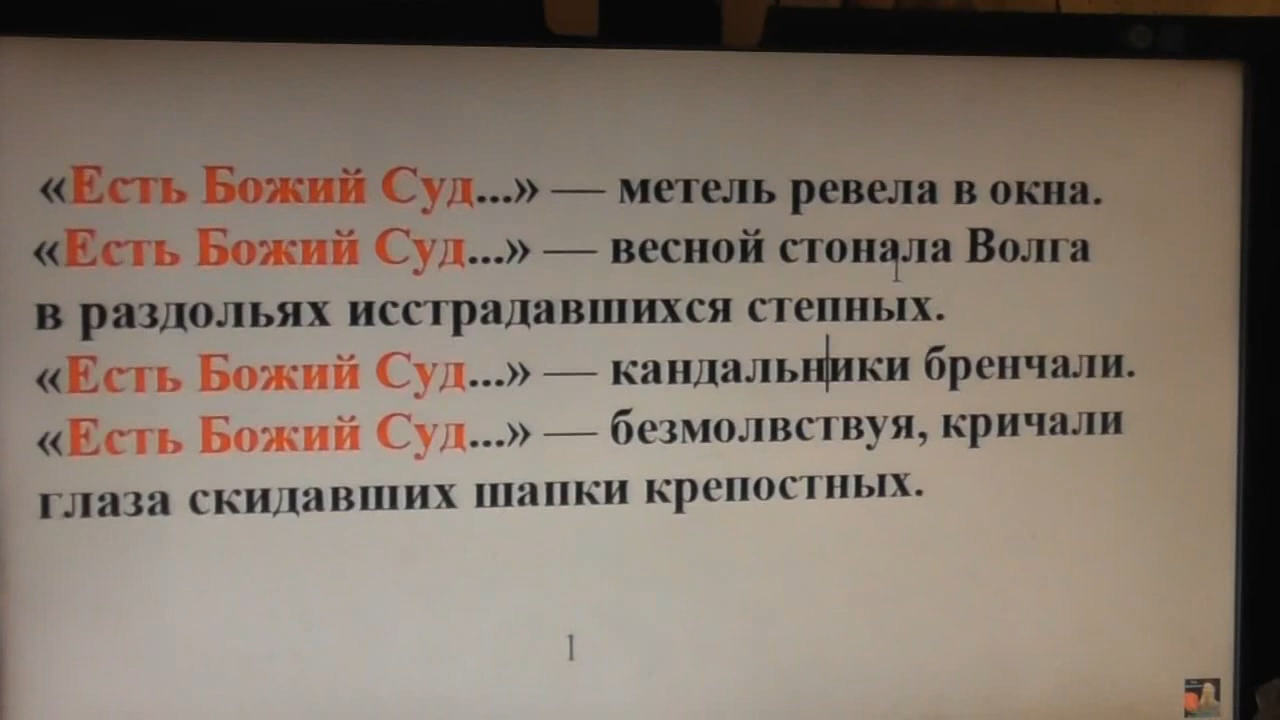 «Есть Божий Суд...» — метель ревела в окна.
«Есть Божий Суд...» — весной стонала Волга
в раздольях исстрадавшихся степных.
«Есть Божий Суд...» — кандальники бренчали.
«Есть Божий Суд...» — безмолвствуя, кричали
глаза скидавших шапки крепостных.
1